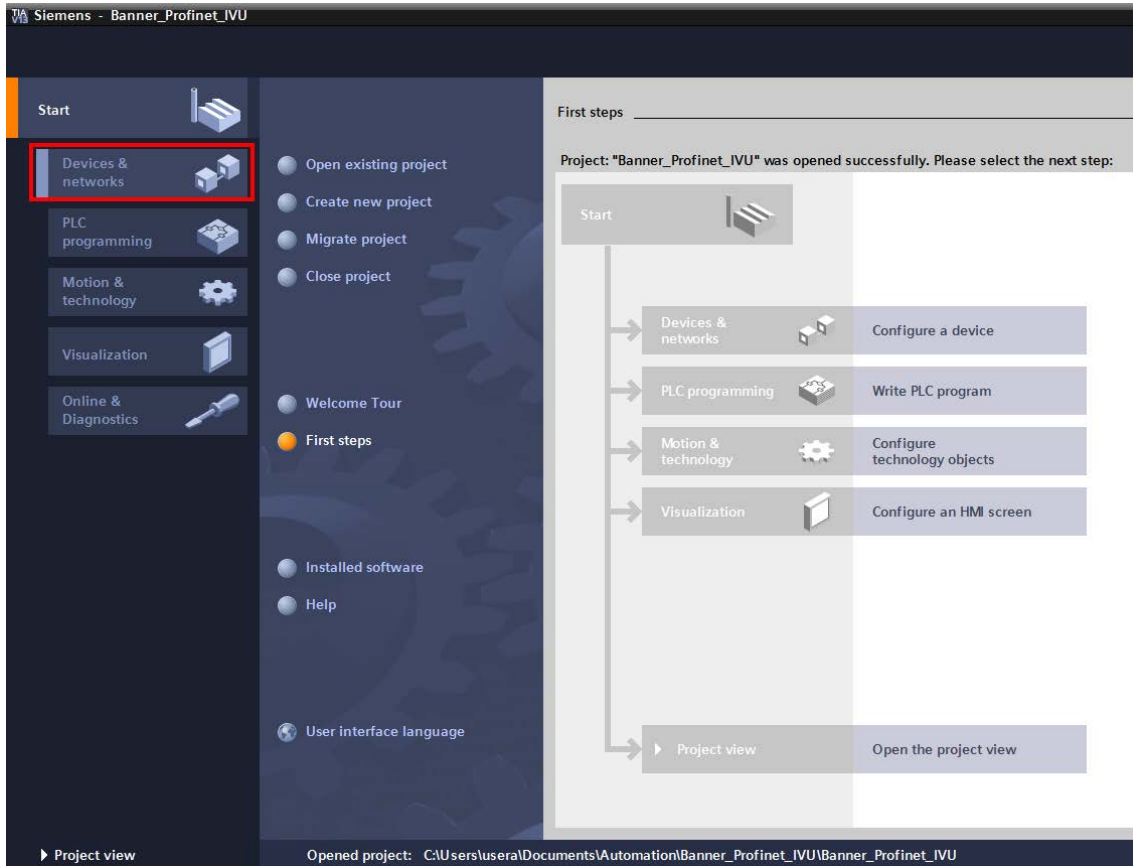 TIA
V13
Siemens - Banner_Profinet_IVU
Start
Devices &
networks
PLC
programming
Motion &
technology
Visualization
Online &
Diagnostics
Open existing project
Create new project
Migrate project
Close project
Welcome Tour
First steps
Installed software
Help
User interface language
First steps
Project: "Banner_Profinet_IVU" was opened successfully. Please select the next step:
Start
Devices &
networks
Configure a device
PLC programming
Write PLC program
Motion &
technology
Configure
technology objects
Visualization
Configure an HMI screen
Project view
Open the project view
Project view
Opened project: C:\Users\usera\Documents\Automation\Banner_Profinet_IVU\Banner_Profinet_IVU